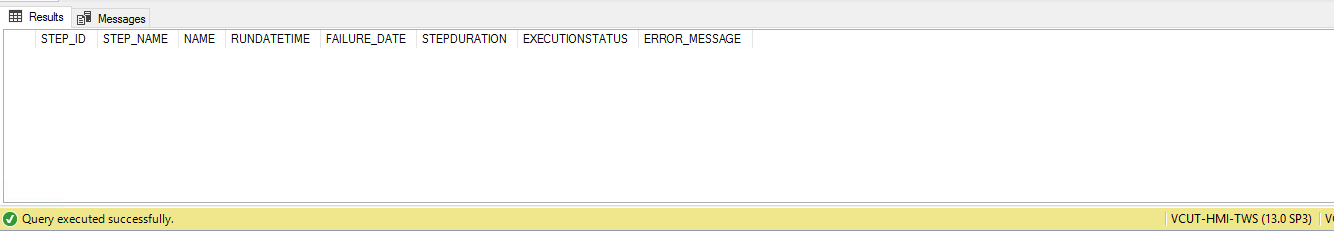 Results Messages
STEP_ID STEP_NAME NAME RUNDATETIME FAILURE_DATE STEPDURATION EXECUTIONSTATUS ERROR_MESSAGE
Query executed successfully. VCUT-HMI-TWS (13.0 SP3)